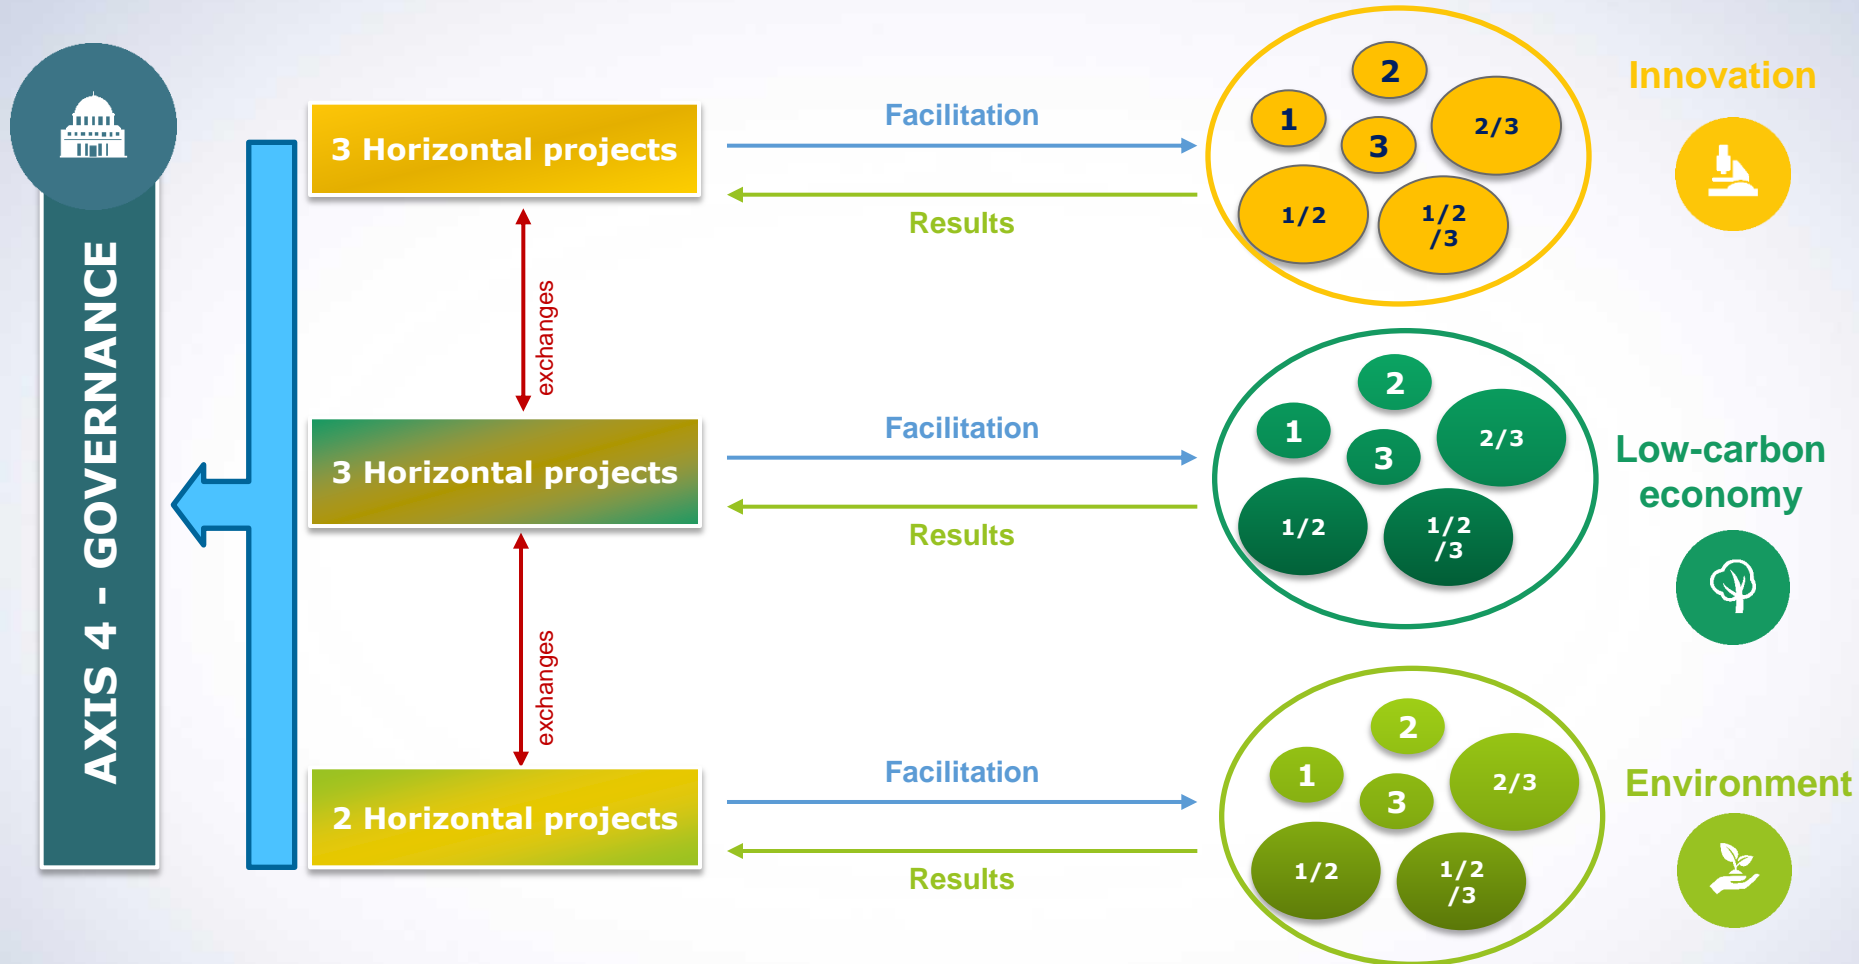 AXIS 4 - GOVERNANCE
3 Horizontal projects
Facilitation
Results
2
1
3
2/3
1/2
1/2
/3
Innovation
exchanges
3 Horizontal projects
Facilitation
Results
2
1
3
2/3
1/2
1/2
/3
Low-carbon
economy
exchanges
2 Horizontal projects
Facilitation
Results
2
1
3
2/3
1/2
1/2
/3
Environment